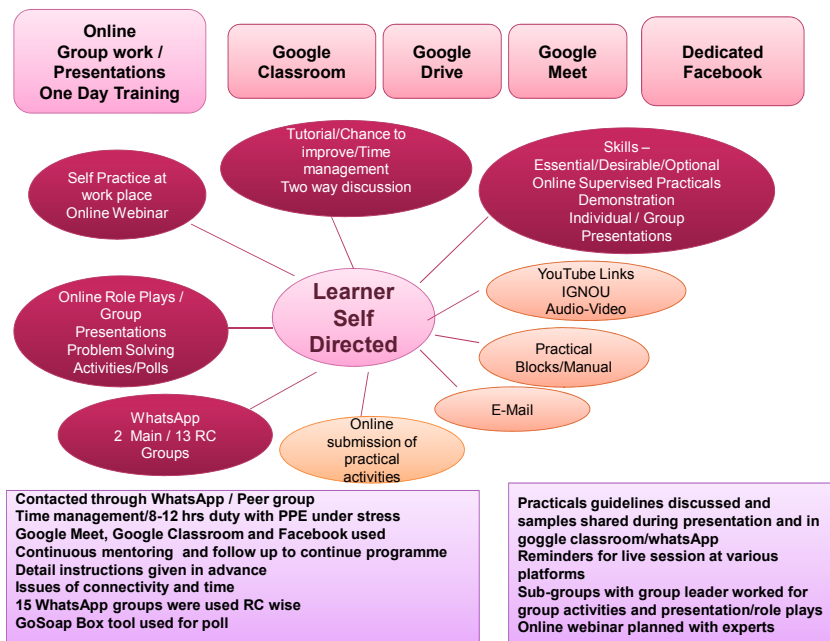 Online
Group work /
Presentations
One Day Training
Google
Classroom
Google
Drive
Google
Meet
Dedicated
Facebook
Tutorial/Chance to
improve/Time
management
Two way discussion
Skills –
Essential/Desirable/Optional
Online Supervised Practicals
Demonstration
Individual / Group
Presentations
Self Practice at
work place
Online Webinar
YouTube Links
IGNOU
Audio-Video
Learner
Self
Directed
Online Role Plays /
Group
Presentations
Problem Solving
Activities/Polls
Practical
Blocks/Manual
E-Mail
WhatsApp
2 Main / 13 RC
Groups
Online
submission of
practical
activities
Contacted through WhatsApp / Peer group
Time management/8-12 hrs duty with PPE under stress
Google Meet, Google Classroom and Facebook used
Continuous mentoring and follow up to continue programme
Detail instructions given in advance
Issues of connectivity and time
15 WhatsApp groups were used RC wise
GoSoap Box tool used for poll
Practicals guidelines discussed and
samples shared during presentation and in
goggle classroom/whatsApp
Reminders for live session at various
platforms
Sub-groups with group leader worked for
group activities and presentation/role plays
Online webinar planned with experts